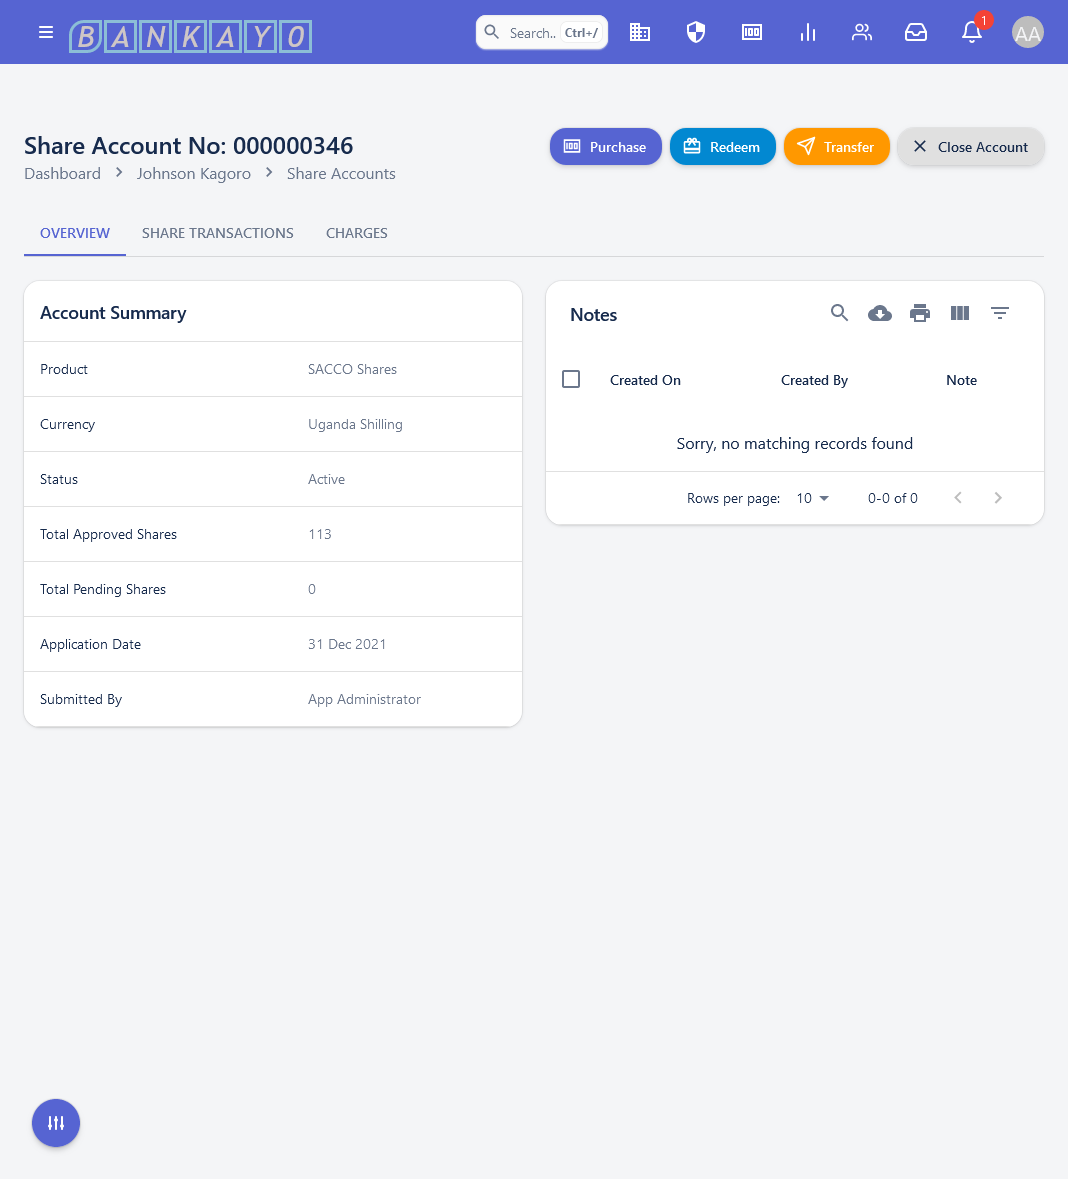 BANKAYO
Search.. Ctrl+/
1
AA
Share Account No: 000000346
Purchase
Redeem
Transfer
Close Account
Dashboard > Johnson Kagoro > Share Accounts
OVERVIEW SHARE TRANSACTIONS CHARGES
Account Summary
Product SACCO Shares
Currency Uganda Shilling
Status Active
Total Approved Shares 113
Total Pending Shares 0
Application Date 31 Dec 2021
Submitted By App Administrator
Notes
Created On Created By Note
Sorry, no matching records found
Rows per page: 10 0-0 of 0